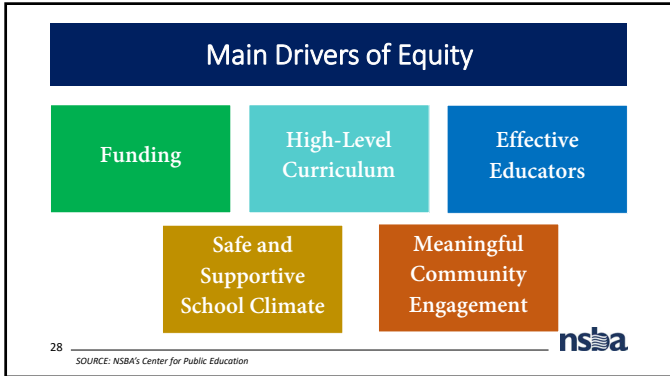 Main Drivers of Equity
Funding
High-Level
Curriculum
Effective
Educators
Safe and
Supportive
School Climate
Meaningful
Community
Engagement
28
SOURCE: NSBA's Center for Public Education
nsba